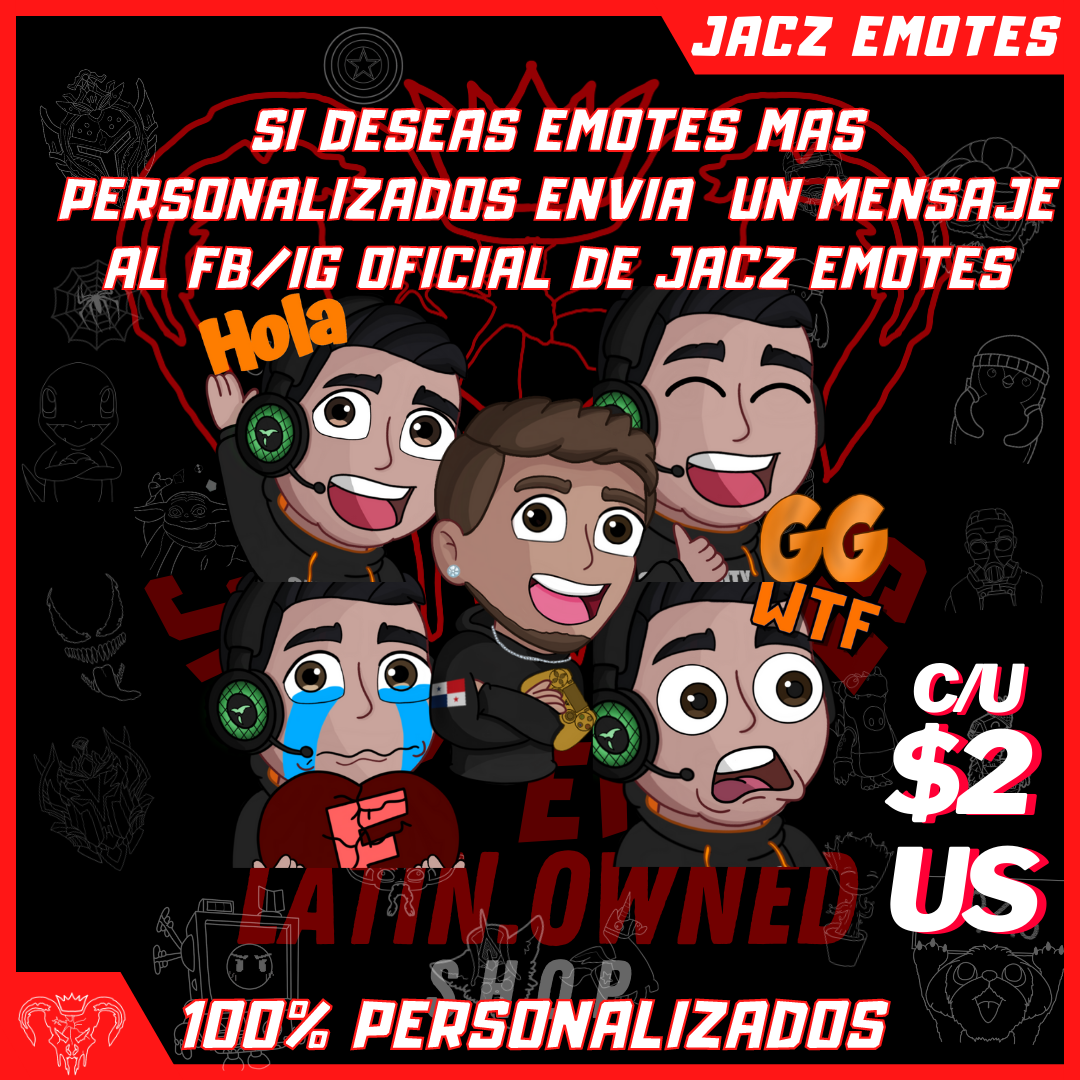 JACZ EMOTES
SI DESEAS EMOTES MAS
PERSONALIZADOS ENVIA UN MENSAJE
AL FB/IG OFICIAL DE JACZ EMOTES
Hola
GG
WTF
F
C/U
$2
US
LATIN OWNED
SHOP
100% PERSONALIZADOS